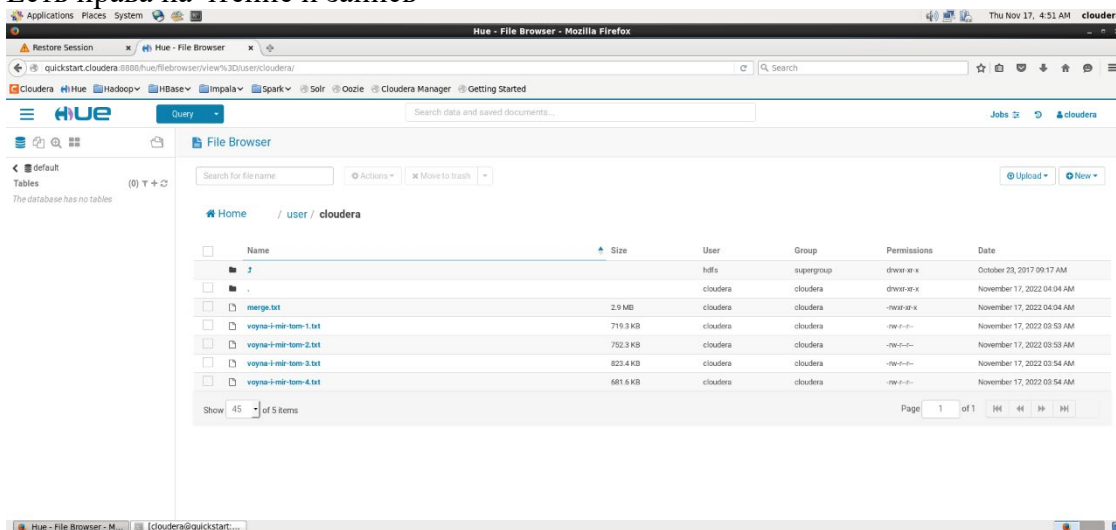 Есть права на чтение и запись
Applications Places System Thu Nov 17, 4:51 AM clouder
Hue - File Browser - Mozilla Firefox
Restore Session × Hue - File Browser ×
quickstart.cloudera:8888/hue/filebrowser/view%3D/user/cloudera/ Search
Cloudera Hue Hadoop HBase Impala Spark Solr Oozie Cloudera Manager Getting Started
HUE Query Search data and saved documents... Jobs cloudera
File Browser
default
Tables (0)
The database has no tables
Search for file name Actions Move to trash Upload New
Home / user / cloudera
Name Size User Group Permissions Date
hdfs supergroup drwxr-xr-x October 23, 2017 09:17 AM
. cloudera cloudera drwxr-xr-x November 17, 2022 04:04 AM
merge.txt 2.9 MB cloudera cloudera -rwxr-xr-x November 17, 2022 04:04 AM
voyna-i-mir-tom-1.txt 719.3 KB cloudera cloudera -rw-r--r-- November 17, 2022 03:53 AM
voyna-i-mir-tom-2.txt 752.3 KB cloudera cloudera -rw-r--r-- November 17, 2022 03:53 AM
voyna-i-mir-tom-3.txt 823.4 KB cloudera cloudera -rw-r--r-- November 17, 2022 03:54 AM
voyna-i-mir-tom-4.txt 681.6 KB cloudera cloudera -rw-r--r-- November 17, 2022 03:54 AM
Show 45 of 5 items Page 1 of 1
Hue - File Browser - M... [cloudera@quickstart:...